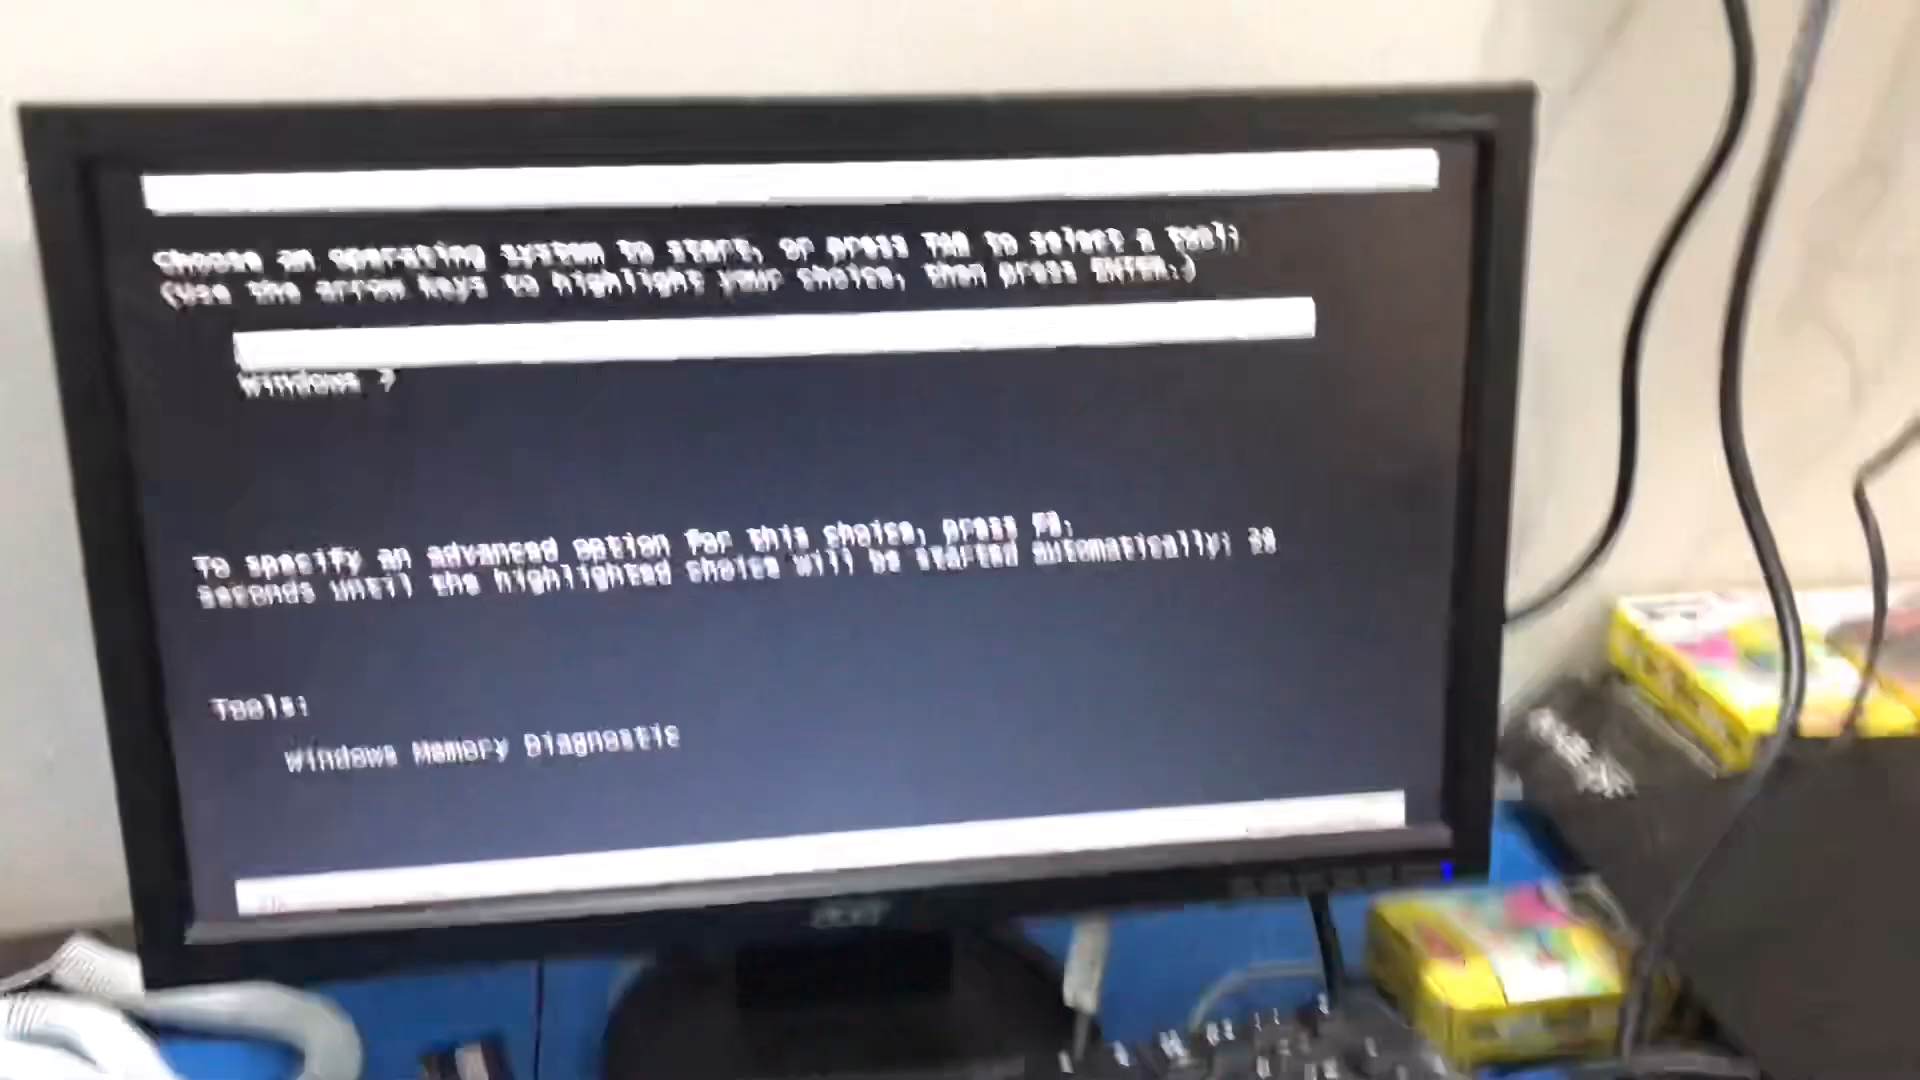 Choose an operating system to start, or press TAB to select a tool:
(Use the arrow keys to highlight your choice, then press ENTER.)
Windows 7
To specify an advanced option for this choice, press F8.
Seconds until the highlighted choice will be started automatically:
Tools:
Windows Memory Diagnostic
acer